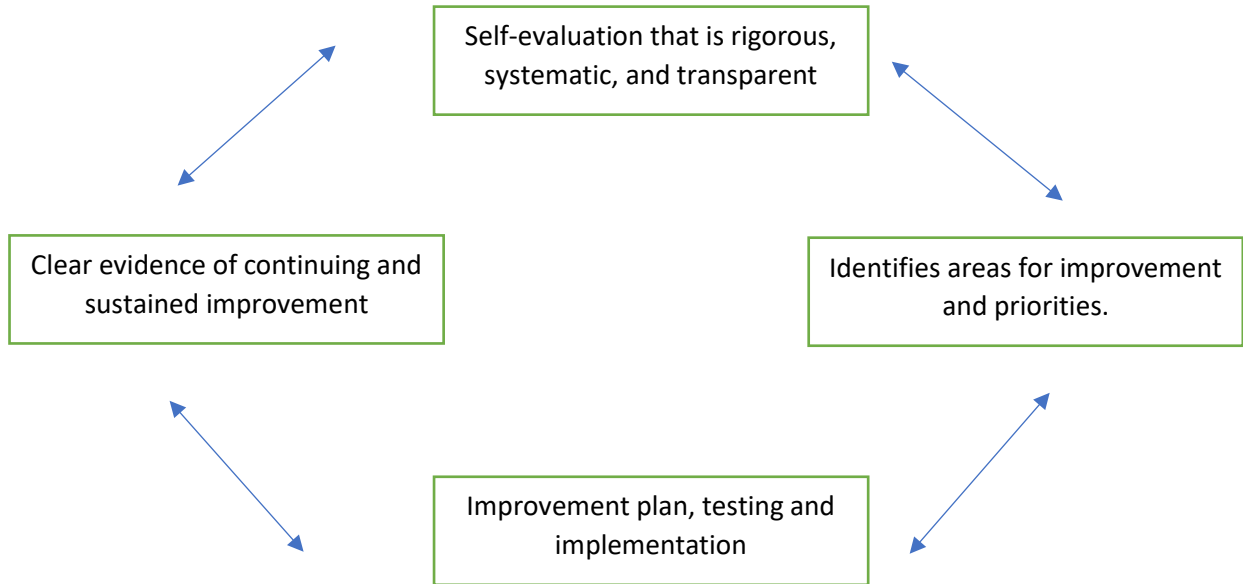 Self-evaluation that is rigorous,
systematic, and transparent
Clear evidence of continuing and
sustained improvement
Identifies areas for improvement
and priorities.
Improvement plan, testing and
implementation